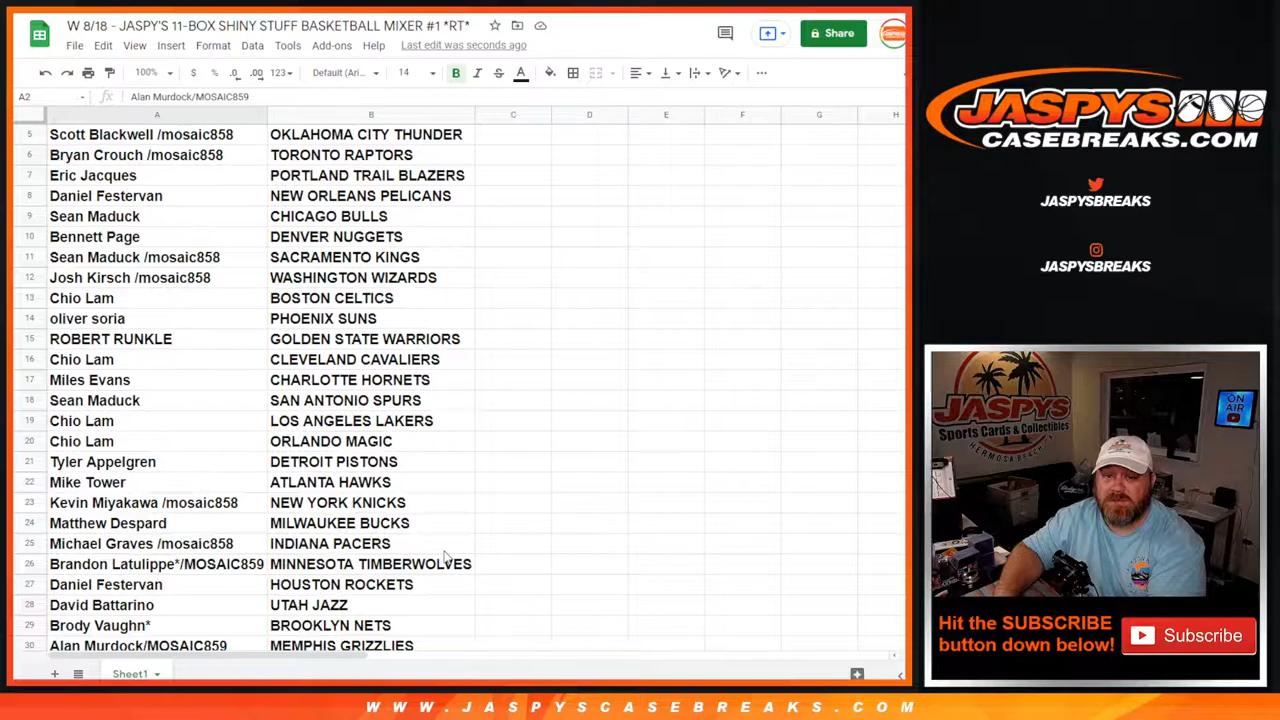 W 8/18 - JASPY'S 11-BOX SHINY STUFF BASKETBALL MIXER #1 *RT*
File Edit View Insert Format Data Tools Add-ons Help Last edit was seconds ago
Share
100% $ % .0 .00 123 Default (Ari... 14 B I S A
A2 fx Alan Murdock/MOSAIC859
A B C D E F G H
5 Scott Blackwell /mosaic858 OKLAHOMA CITY THUNDER
6 Bryan Crouch /mosaic858 TORONTO RAPTORS
7 Eric Jacques PORTLAND TRAIL BLAZERS
8 Daniel Festervan NEW ORLEANS PELICANS
9 Sean Maduck CHICAGO BULLS
10 Bennett Page DENVER NUGGETS
11 Sean Maduck /mosaic858 SACRAMENTO KINGS
12 Josh Kirsch /mosaic858 WASHINGTON WIZARDS
13 Chio Lam BOSTON CELTICS
14 oliver soria PHOENIX SUNS
15 ROBERT RUNKLE GOLDEN STATE WARRIORS
16 Chio Lam CLEVELAND CAVALIERS
17 Miles Evans CHARLOTTE HORNETS
18 Sean Maduck SAN ANTONIO SPURS
19 Chio Lam LOS ANGELES LAKERS
20 Chio Lam ORLANDO MAGIC
21 Tyler Appelgren DETROIT PISTONS
22 Mike Tower ATLANTA HAWKS
23 Kevin Miyakawa /mosaic858 NEW YORK KNICKS
24 Matthew Despard MILWAUKEE BUCKS
25 Michael Graves /mosaic858 INDIANA PACERS
26 Brandon Latulippe*/MOSAIC859 MINNESOTA TIMBERWOLVES
27 Daniel Festervan HOUSTON ROCKETS
28 David Battarino UTAH JAZZ
29 Brody Vaughn* BROOKLYN NETS
30 Alan Murdock/MOSAIC859 MEMPHIS GRIZZLIES
Sheet1
JASPYS
CASEBREAKS.COM
JASPYSBREAKS
JASPYSBREAKS
JASPYS
Sports Cards & Collectibles
HERMOSA BEACH
ON AIR
Hit the SUBSCRIBE
button down below!
Subscribe
WWW.JASPYSCASEBREAKS.COM